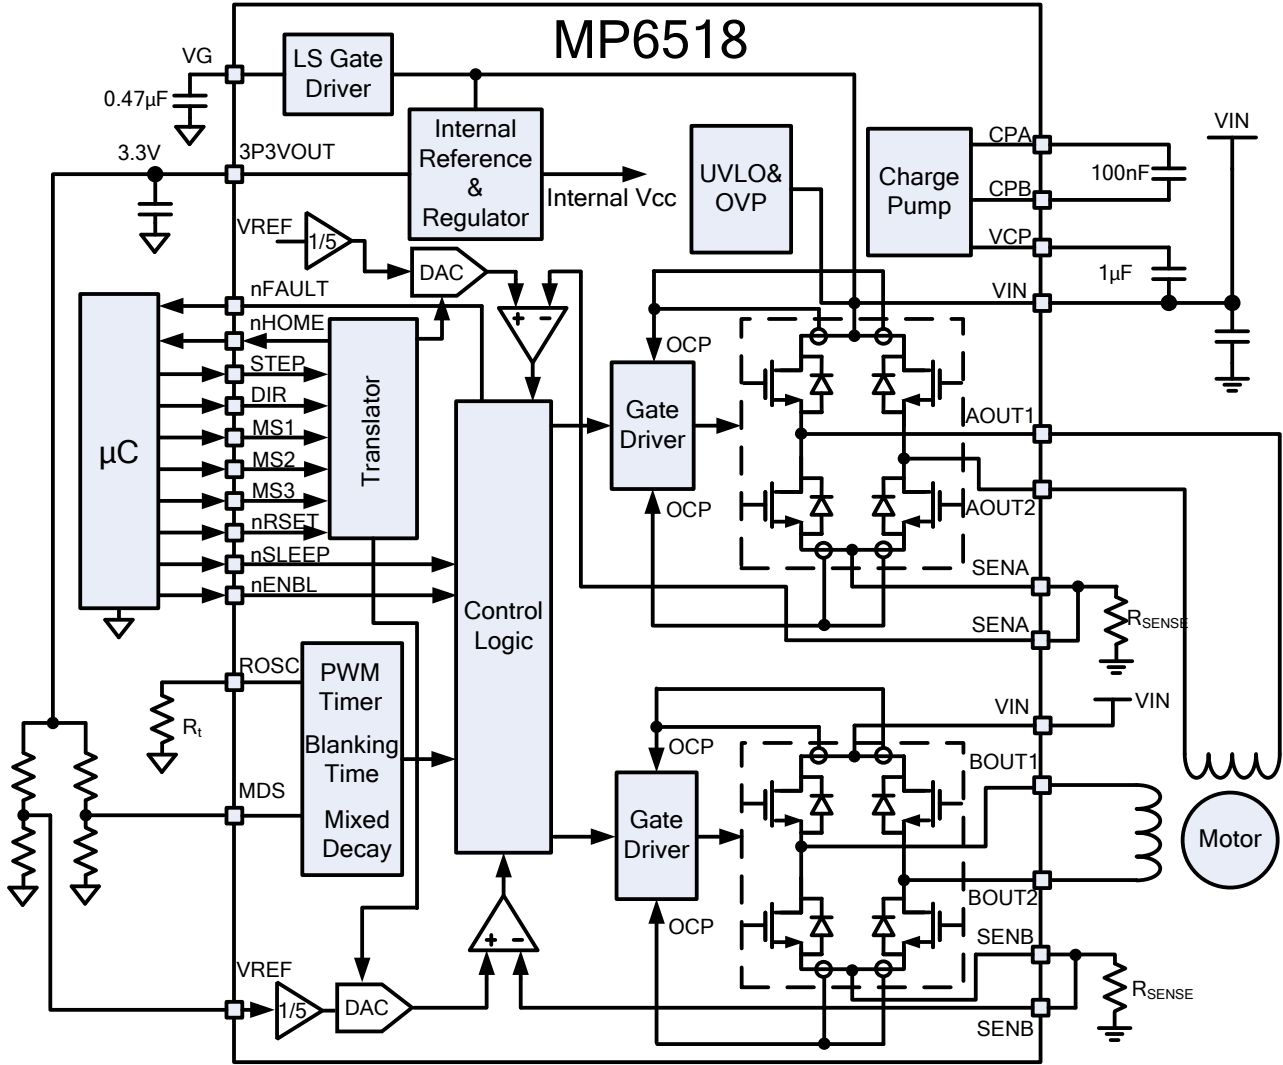 MP6518
VG
LS Gate
Driver
0.47µF
3.3V
3P3VOUT
Internal
Reference
&
Regulator
Internal Vcc
UVLO&
OVP
Charge
Pump
CPA
CPB
VCP
100nF
1µF
VIN
VIN
VREF
1/5
DAC
+ −
nFAULT
nHOME
STEP
DIR
MS1
MS2
MS3
nRSET
nSLEEP
nENBL
µC
Translator
Control
Logic
OCP
Gate
Driver
OCP
AOUT1
AOUT2
SENA
SENA
RSENSE
ROSC
Rt
PWM
Timer
Blanking
Time
Mixed
Decay
MDS
VIN
VIN
OCP
Gate
Driver
OCP
BOUT1
BOUT2
Motor
SENB
SENB
RSENSE
+ −
VREF
1/5
DAC